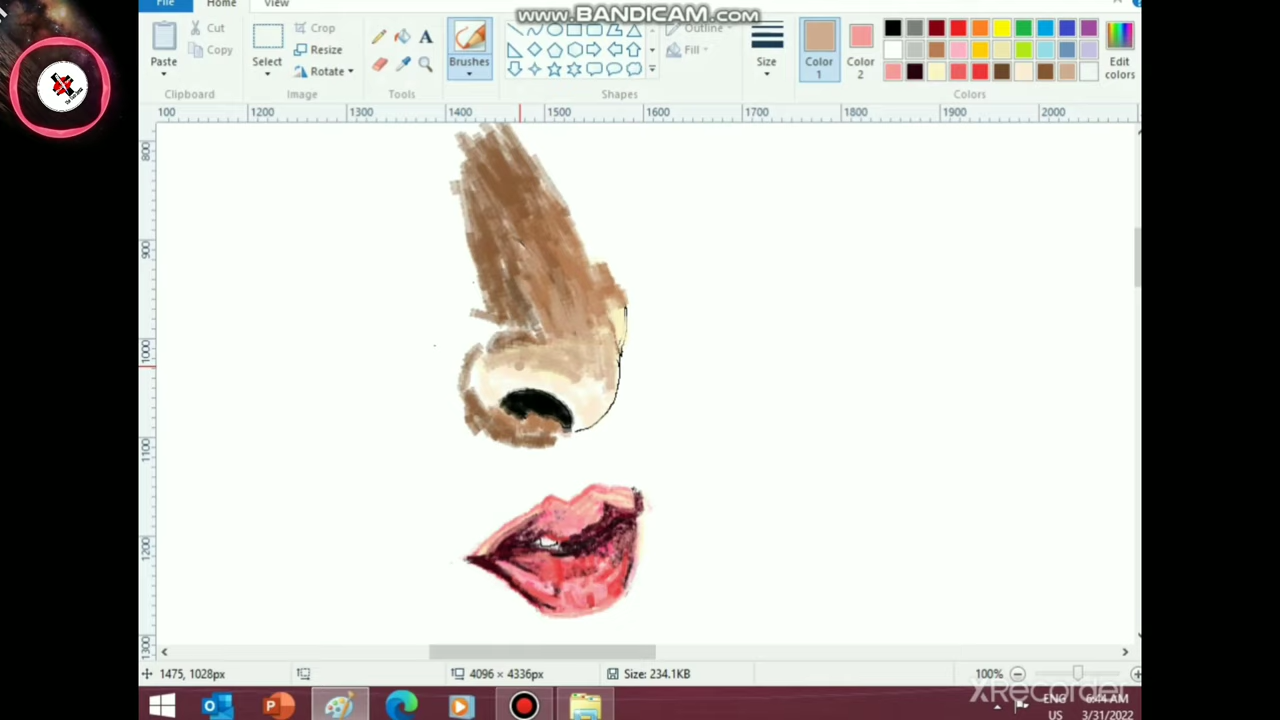 www.BANDICAM.com
File
Home
View
Paste
Cut
Copy
Clipboard
Select
Crop
Resize
Rotate
Image
A
Tools
Brushes
Outline
Fill
Shapes
Size
Color 1
Color 2
Edit colors
Colors
100 1200 1300 1400 1500 1600 1700 1800 1900 2000
800
900
1000
1100
1200
1300
1475, 1028px
4096 × 4336px
Size: 234.1KB
100%
XRecorder
ENG
US
6:44 AM
3/31/2022